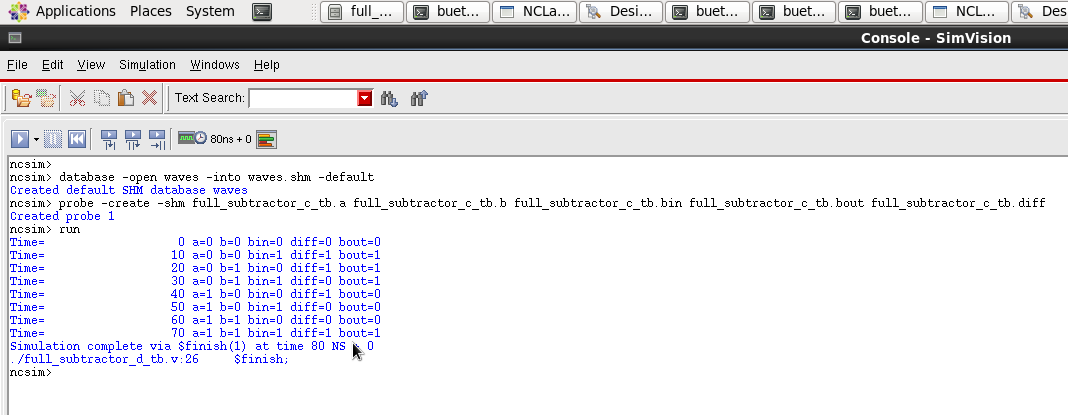 Applications Places System full_... buet... NCLa... Desi... buet... buet... buet... NCL... Des
Console - SimVision
File Edit View Simulation Windows Help
Text Search:
80ns + 0
ncsim>
ncsim> database -open waves -into waves.shm -default
Created default SHM database waves
ncsim> probe -create -shm full_subtractor_c_tb.a full_subtractor_c_tb.b full_subtractor_c_tb.bin full_subtractor_c_tb.bout full_subtractor_c_tb.diff
Created probe 1
ncsim> run
Time= 0 a=0 b=0 bin=0 diff=0 bout=0
Time= 10 a=0 b=0 bin=1 diff=1 bout=1
Time= 20 a=0 b=1 bin=0 diff=1 bout=1
Time= 30 a=0 b=1 bin=1 diff=0 bout=1
Time= 40 a=1 b=0 bin=0 diff=1 bout=0
Time= 50 a=1 b=0 bin=1 diff=0 bout=0
Time= 60 a=1 b=1 bin=0 diff=0 bout=0
Time= 70 a=1 b=1 bin=1 diff=1 bout=1
Simulation complete via $finish(1) at time 80 NS + 0
./full_subtractor_d_tb.v:26 $finish;
ncsim>